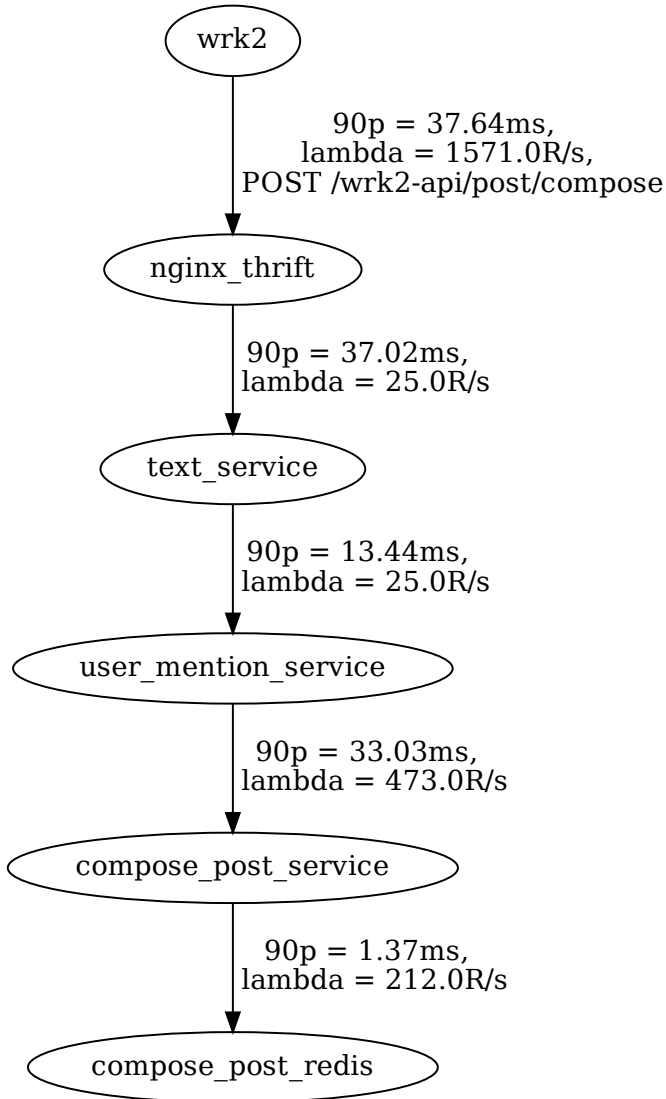 wrk2
90p = 37.64ms,
lambda = 1571.0R/s,
POST /wrk2-api/post/compose
nginx_thrift
90p = 37.02ms,
lambda = 25.0R/s
text_service
90p = 13.44ms,
lambda = 25.0R/s
user_mention_service
90p = 33.03ms,
lambda = 473.0R/s
compose_post_service
90p = 1.37ms,
lambda = 212.0R/s
compose_post_redis